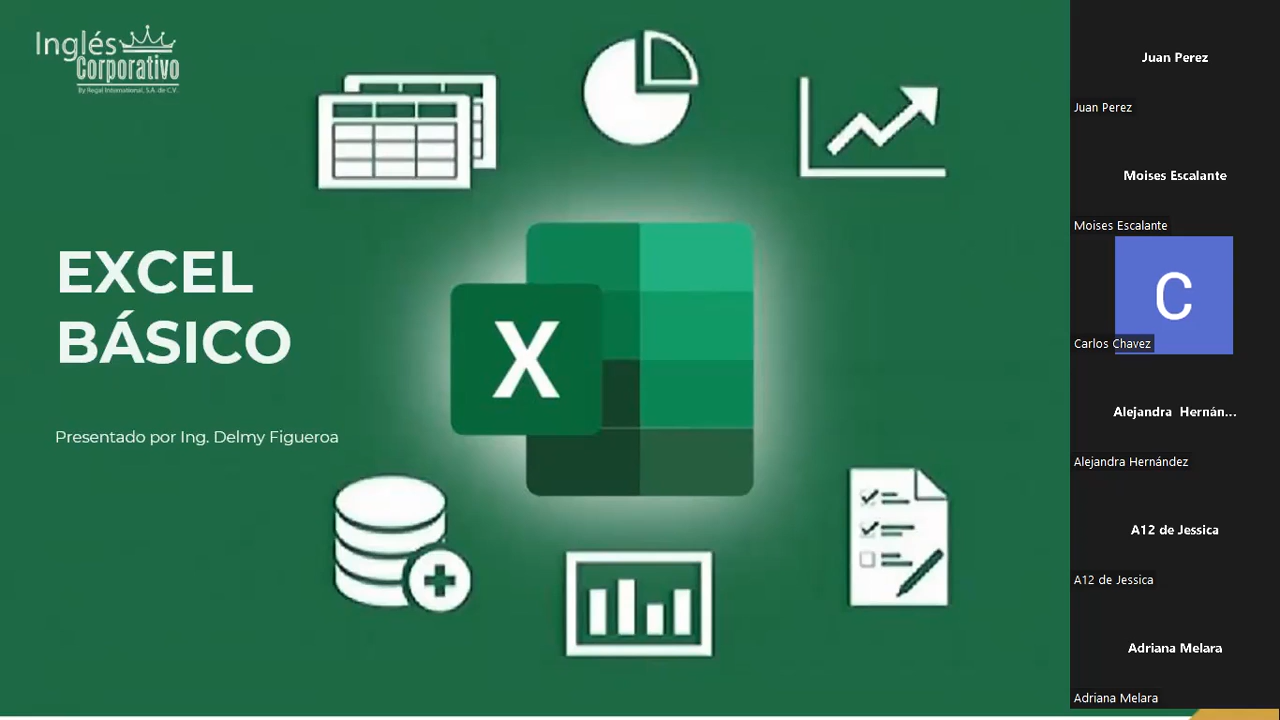 Inglés
Corporativo
By Regal International, S.A. de C.V.
EXCEL
BÁSICO
Presentado por Ing. Delmy Figueroa
X
Juan Perez
Juan Perez
Moises Escalante
Moises Escalante
C
Carlos Chavez
Alejandra Hernán...
Alejandra Hernández
A12 de Jessica
A12 de Jessica
Adriana Melara
Adriana Melara